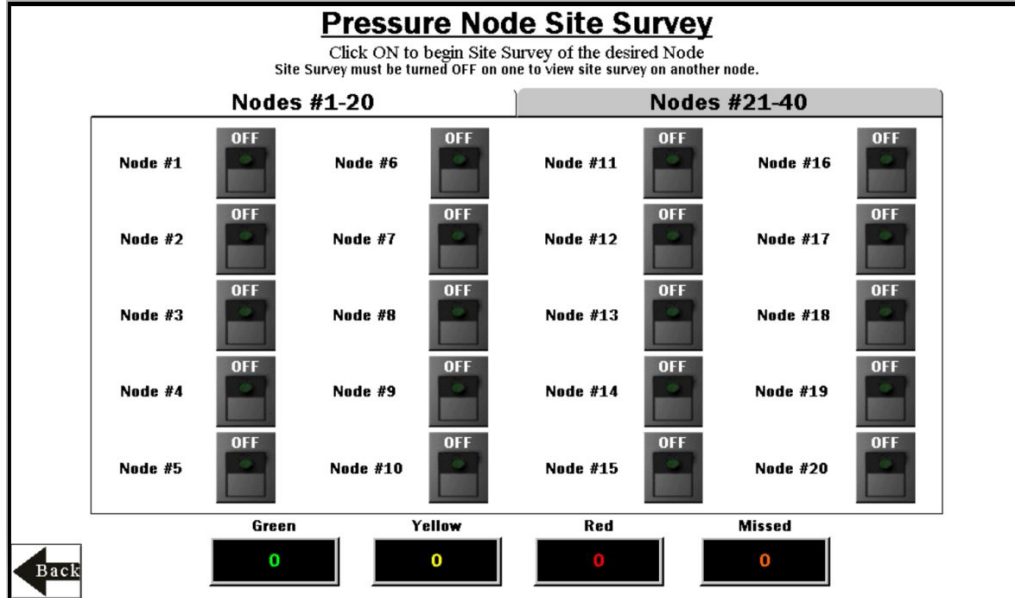 Pressure Node Site Survey
Click ON to begin Site Survey of the desired Node
Site Survey must be turned OFF on one to view site survey on another node.
Nodes #1-20 Nodes #21-40
OFF OFF OFF OFF
Node #1 Node #6 Node #11 Node #16
OFF OFF OFF OFF
Node #2 Node #7 Node #12 Node #17
OFF OFF OFF OFF
Node #3 Node #8 Node #13 Node #18
OFF OFF OFF OFF
Node #4 Node #9 Node #14 Node #19
OFF OFF OFF OFF
Node #5 Node #10 Node #15 Node #20
Green Yellow Red Missed
0 0 0 0
Back